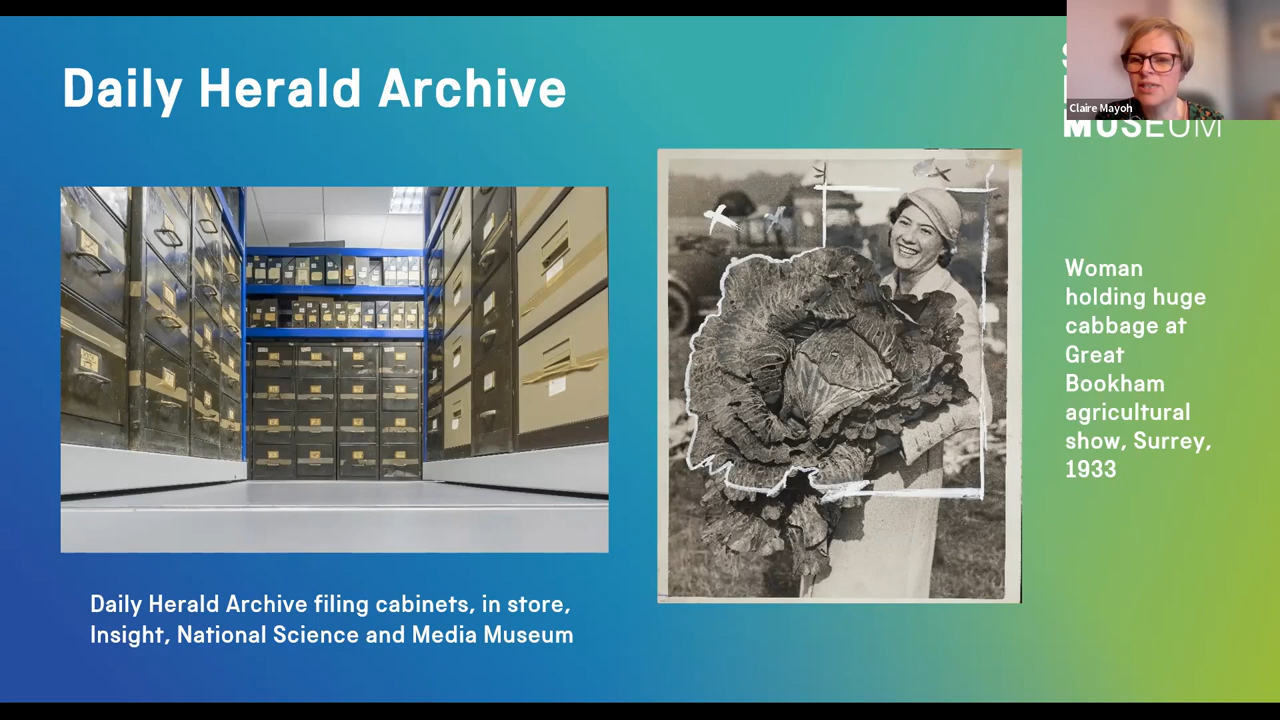 Daily Herald Archive
Claire Mayoh
MUSEUM
Woman
holding huge
cabbage at
Great
Bookham
agricultural
show, Surrey,
1933
Daily Herald Archive filing cabinets, in store,
Insight, National Science and Media Museum